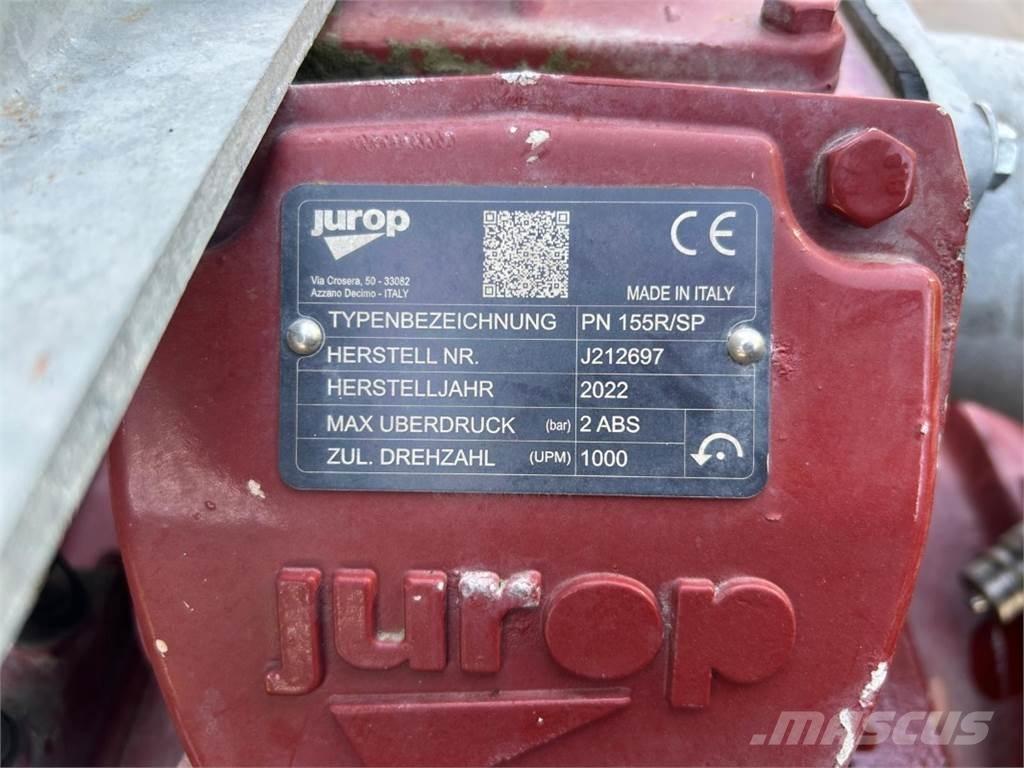 jurop
CE
Via Crosera, 50 - 33082
Azzano Decimo - ITALY
MADE IN ITALY
TYPENBEZEICHNUNG PN 155R/SP
HERSTELL NR. J212697
HERSTELLJAHR 2022
MAX UBERDRUCK (bar) 2 ABS
ZUL. DREHZAHL (UPM) 1000
jurop
MASCUS